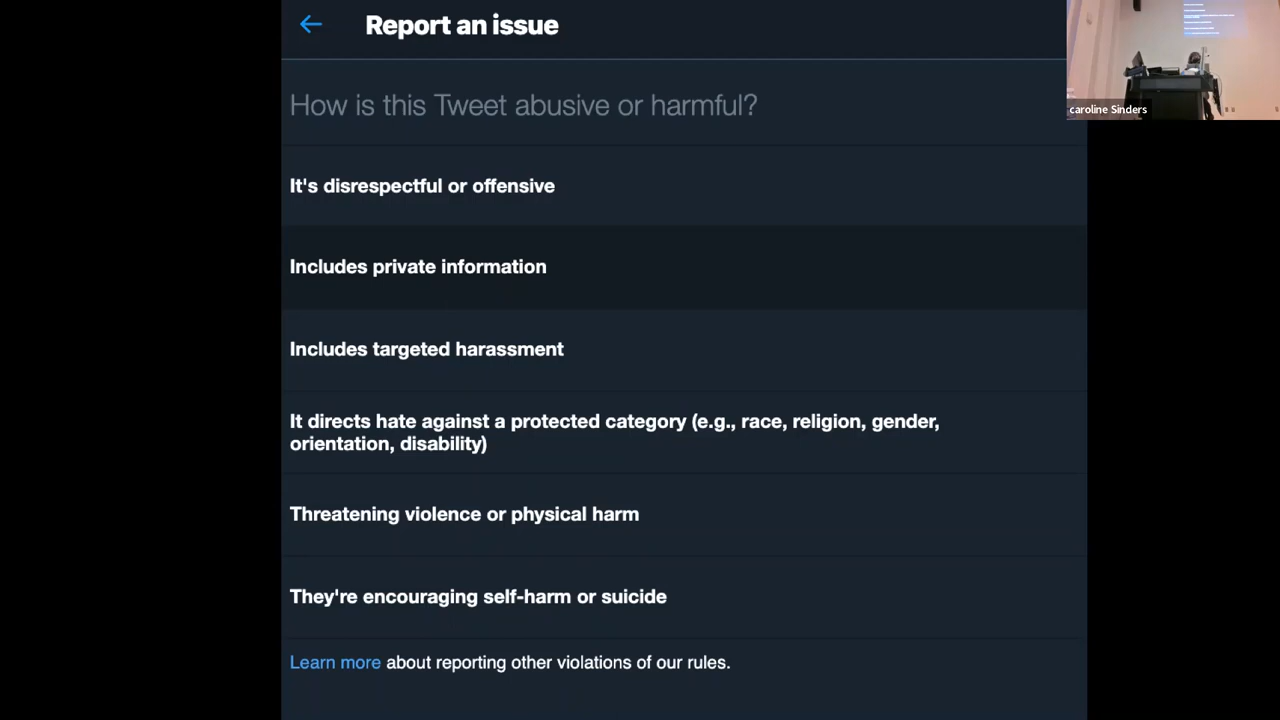 Report an issue
How is this Tweet abusive or harmful?
It's disrespectful or offensive
Includes private information
Includes targeted harassment
It directs hate against a protected category (e.g., race, religion, gender,
orientation, disability)
Threatening violence or physical harm
They're encouraging self-harm or suicide
Learn more about reporting other violations of our rules.
caroline Sinders